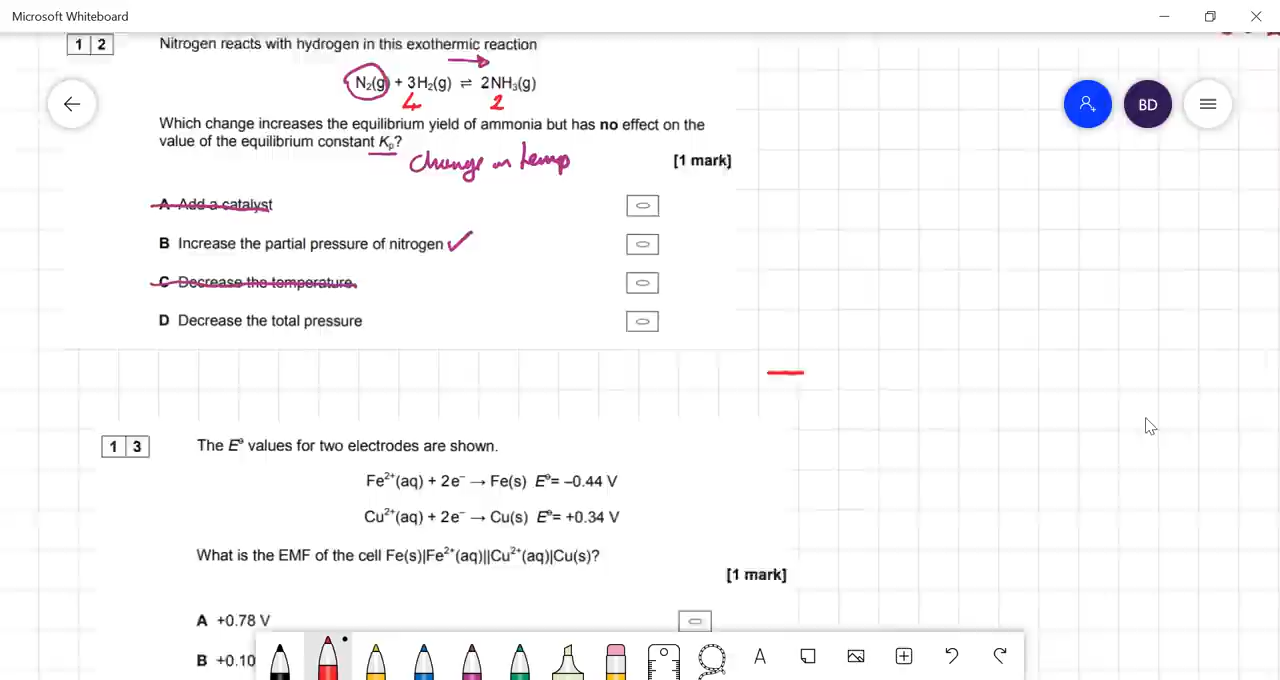 Microsoft Whiteboard
1 2 Nitrogen reacts with hydrogen in this exothermic reaction
N₂(g) + 3H₂(g) ⇌ 2NH₃(g)
4 2
BD
Which change increases the equilibrium yield of ammonia but has no effect on the
value of the equilibrium constant Kₚ?
change in temp
[1 mark]
A Add a catalyst
B Increase the partial pressure of nitrogen ✓
C Decrease the temperature.
D Decrease the total pressure
1 3 The E⦵ values for two electrodes are shown.
Fe²⁺(aq) + 2e⁻ → Fe(s) E⦵= –0.44 V
Cu²⁺(aq) + 2e⁻ → Cu(s) E⦵= +0.34 V
What is the EMF of the cell Fe(s)|Fe²⁺(aq)||Cu²⁺(aq)|Cu(s)?
[1 mark]
A +0.78 V
B +0.10
A